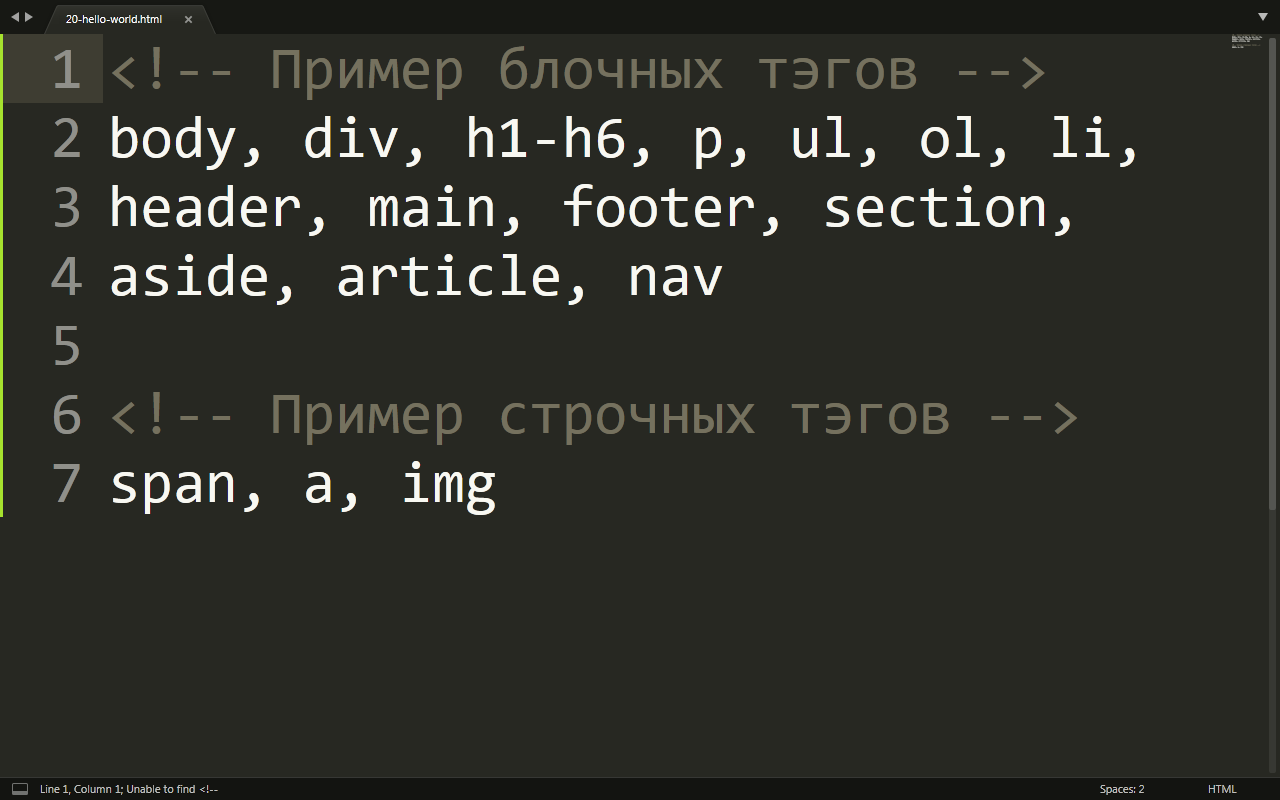 20-hello-world.html ×
1 <!-- Пример блочных тэгов -->
2 body, div, h1-h6, p, ul, ol, li,
3 header, main, footer, section,
4 aside, article, nav
5
6 <!-- Пример строчных тэгов -->
7 span, a, img
Line 1, Column 1; Unable to find <!-- Spaces: 2 HTML